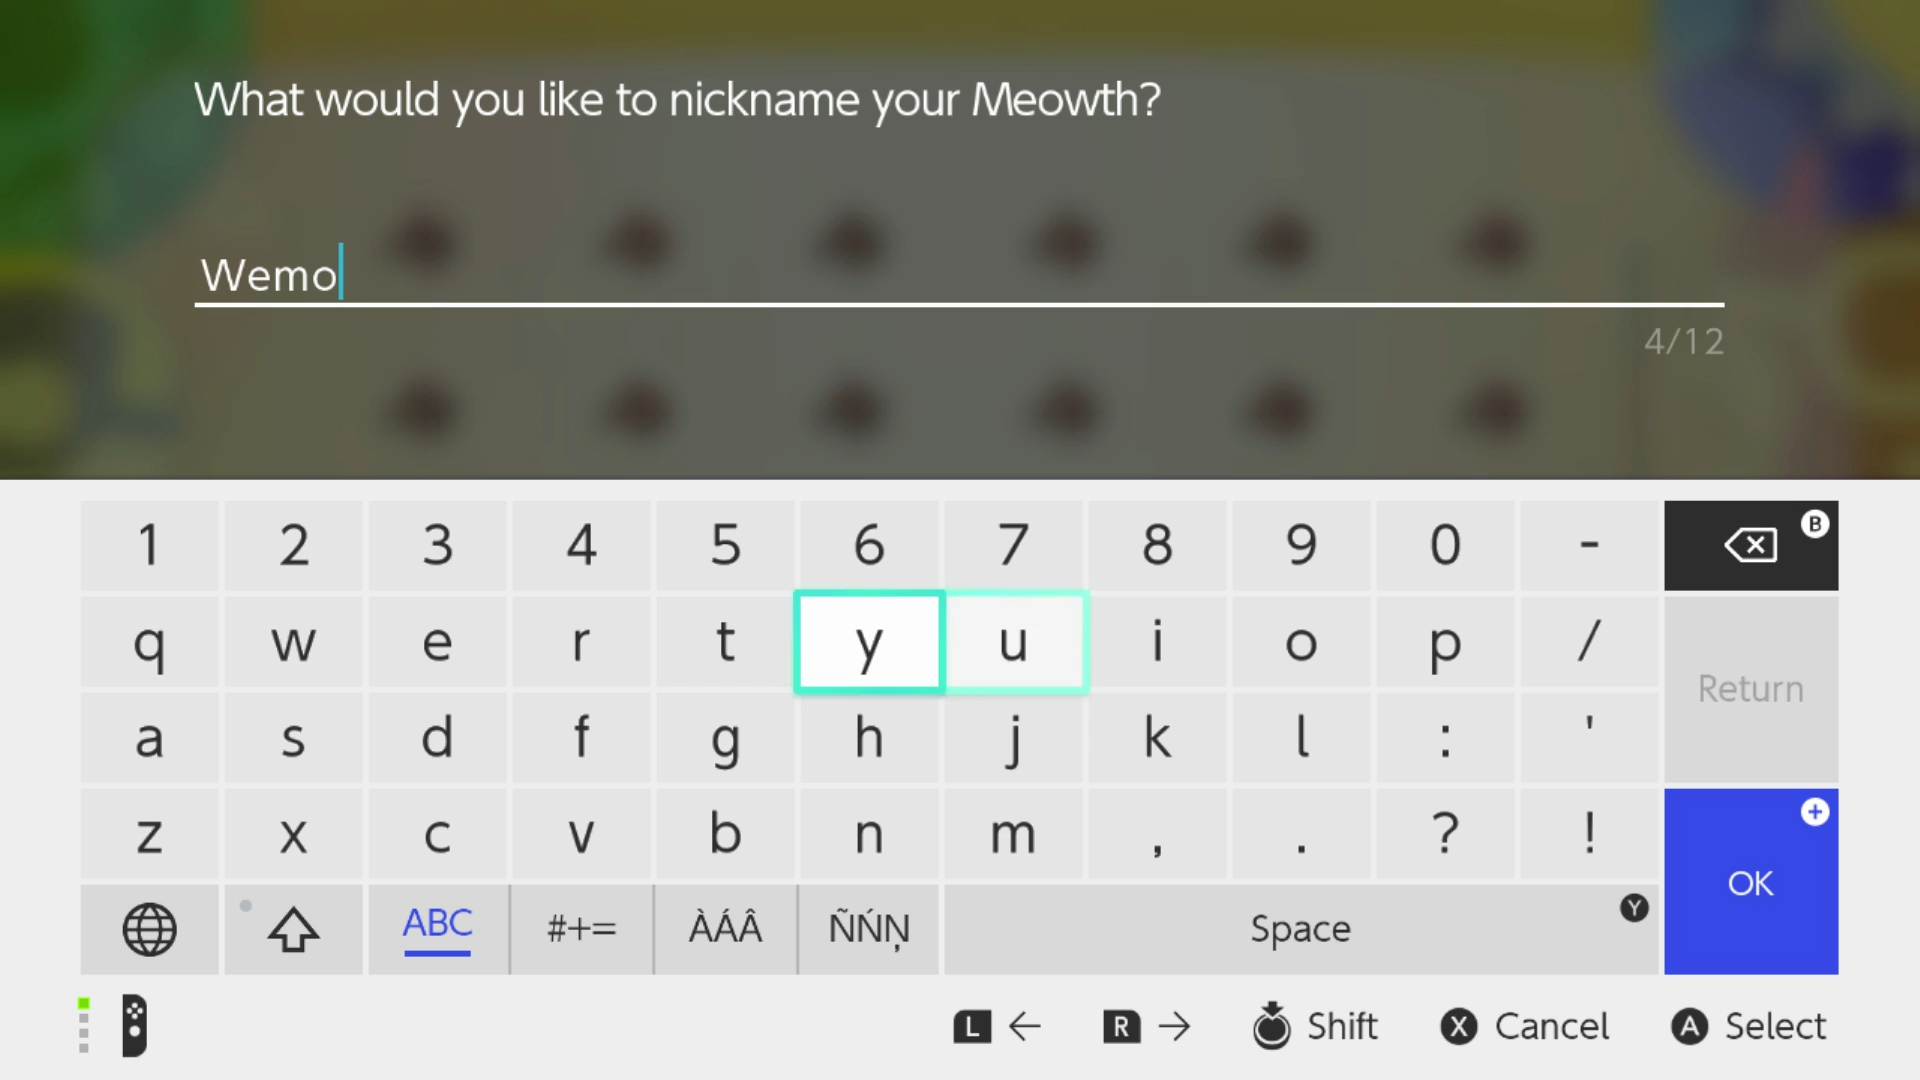 What would you like to nickname your Meowth?
Wemo
4/12
1 2 3 4 5 6 7 8 9 0 - B
q w e r t y u i o p /
Return
a s d f g h j k l : '
z x c v b n m , . ? ! +
OK
ABC #+= ÀÁÂ ÑŃŅ Space Y
L ← R → Shift X Cancel A Select